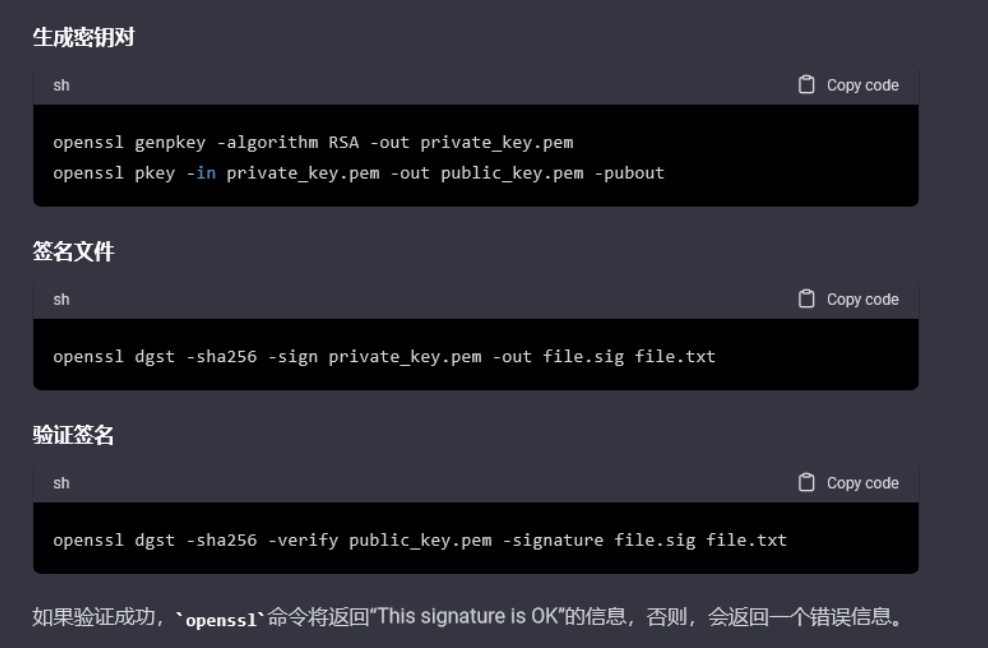 生成密钥对
sh Copy code
openssl genpkey -algorithm RSA -out private_key.pem
openssl pkey -in private_key.pem -out public_key.pem -pubout
签名文件
sh Copy code
openssl dgst -sha256 -sign private_key.pem -out file.sig file.txt
验证签名
sh Copy code
openssl dgst -sha256 -verify public_key.pem -signature file.sig file.txt
如果验证成功，`openssl`命令将返回“This signature is OK”的信息，否则，会返回一个错误信息。